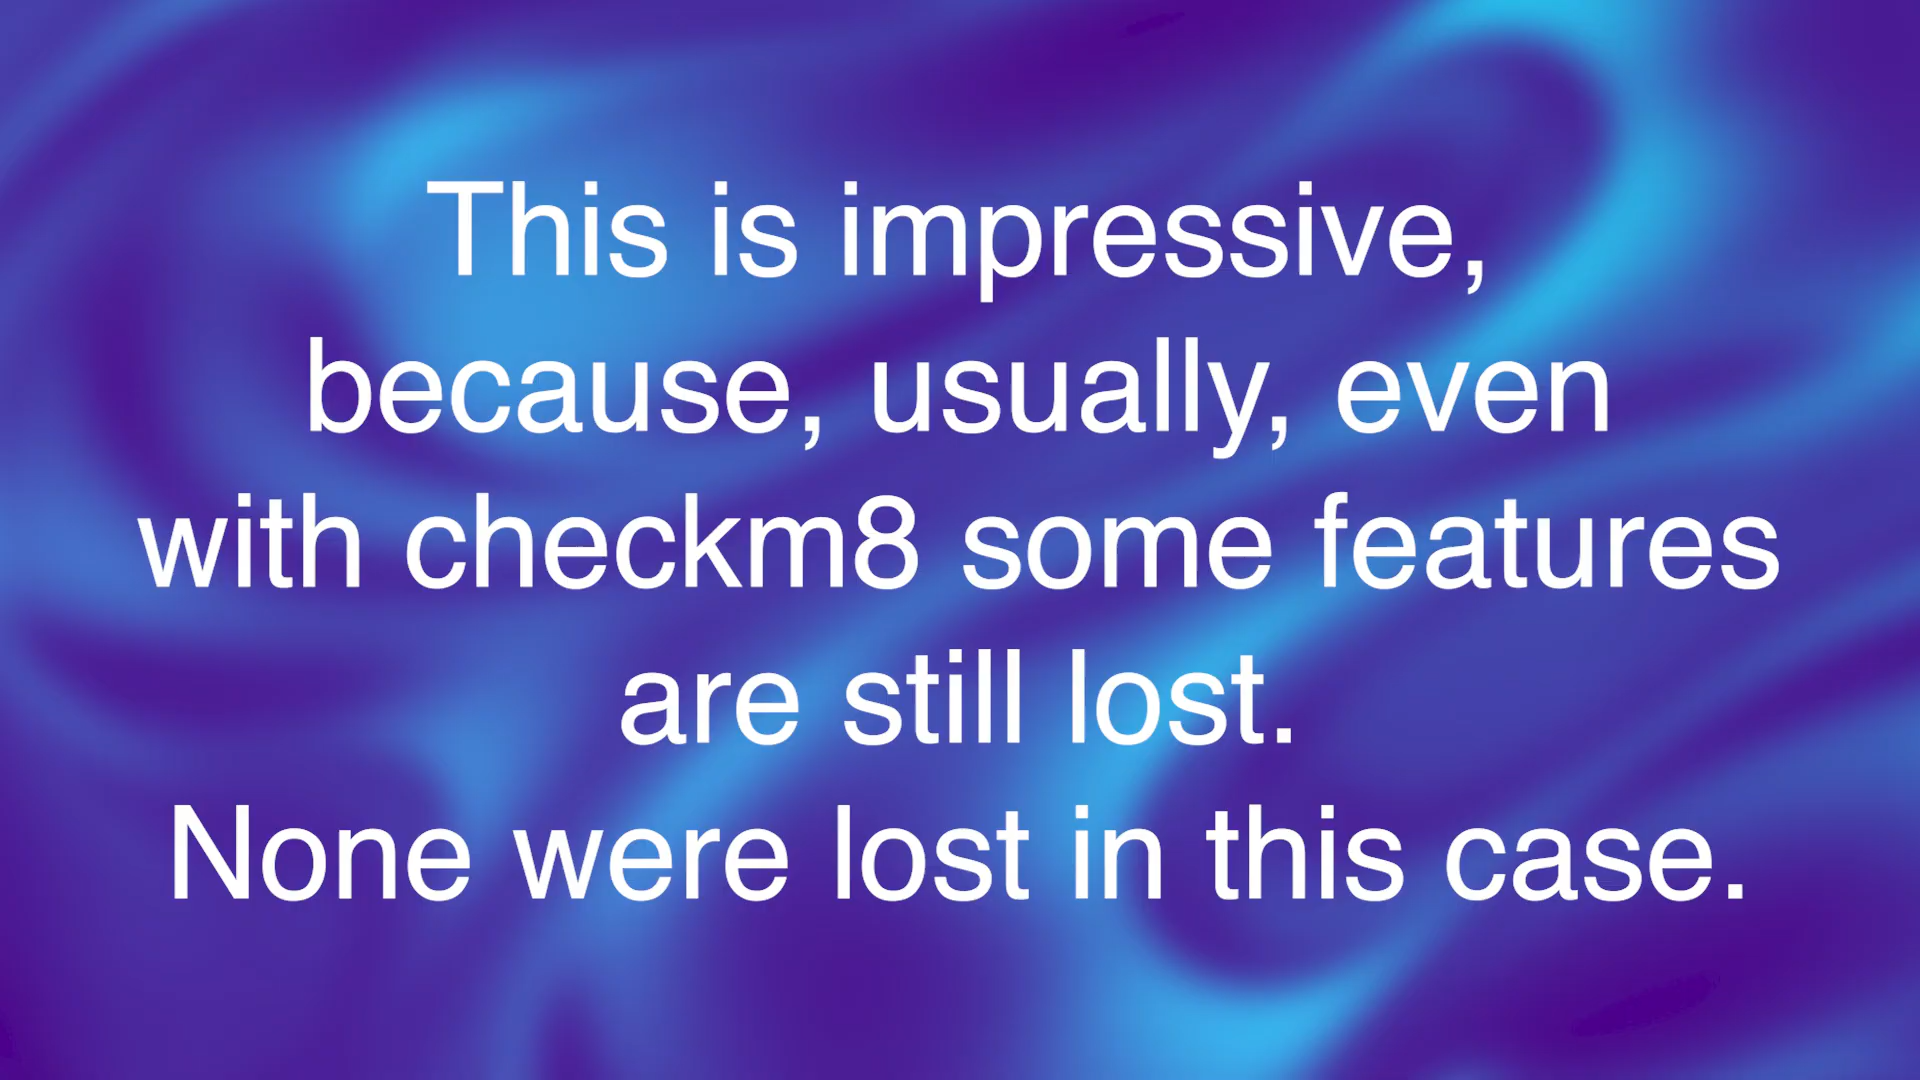 This is impressive,
because, usually, even
with checkm8 some features
are still lost.
None were lost in this case.